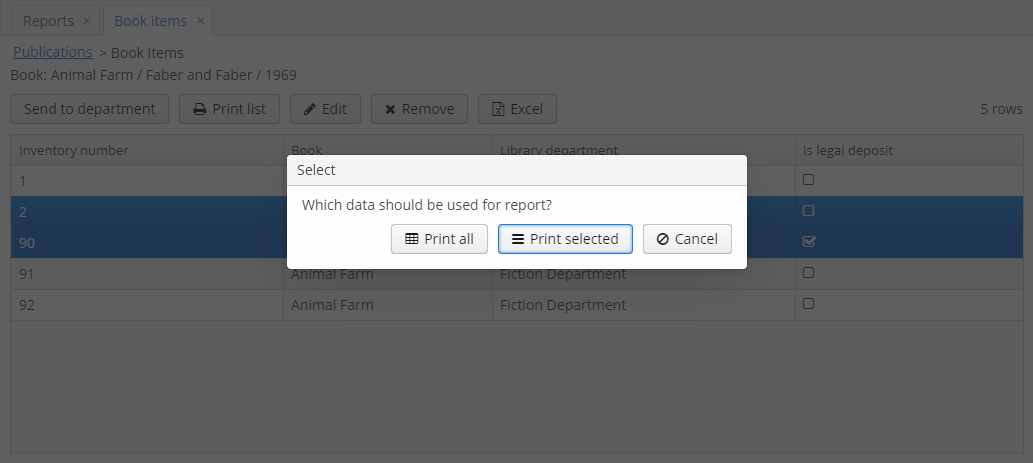 Reports × Book items ×
Publications > Book items
Book: Animal Farm / Faber and Faber / 1969
Send to department Print list Edit Remove Excel 5 rows
Inventory number Book Library department Is legal deposit
1
2
90
91 Animal Farm Fiction Department
92 Animal Farm Fiction Department
Select
Which data should be used for report?
Print all Print selected Cancel